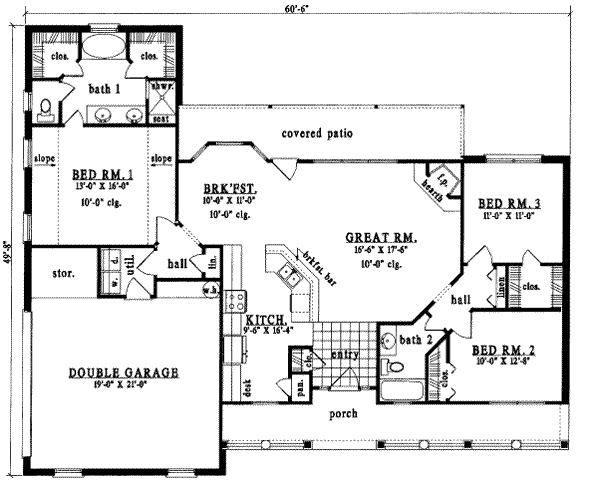 60'-6"
clos.
clos.
bath 1
shwr.
seat
covered patio
slope
slope
BED RM. 1
13'-0" X 16'-0"
10'-0" clg.
BRK'FST.
10'-0" X 11'-0"
10'-0" clg.
f.p.
hearth
BED RM. 3
11'-0" X 11'-0"
GREAT RM.
16'-6" X 17'-6"
10'-0" clg.
49'-8"
stor.
d.
w.
util.
hall
lin.
w.h.
brkfst bar
hall
linen
clos.
KITCH.
9'-6" X 16'-4"
entry
bath 2
BED RM. 2
10'-0" X 12'-8"
clo.
clos.
DOUBLE GARAGE
19'-0" X 21'-0"
desk
pan.
porch